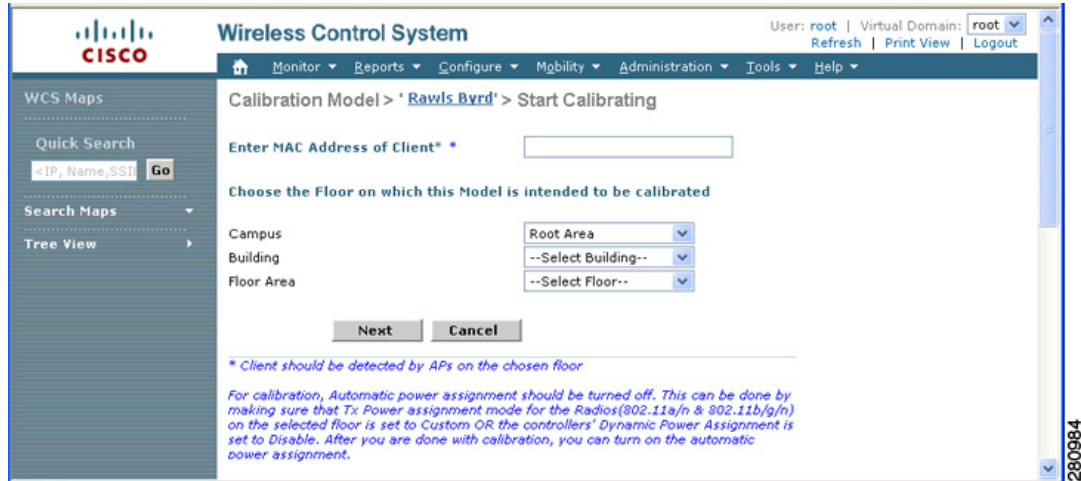 CISCO
Wireless Control System
User: root | Virtual Domain: root
Refresh | Print View | Logout
Monitor Reports Configure Mobility Administration Tools Help
WCS Maps
Quick Search
<IP, Name,SSI Go
Search Maps
Tree View
Calibration Model > ' Rawls Byrd' > Start Calibrating
Enter MAC Address of Client* *
Choose the Floor on which this Model is intended to be calibrated
Campus Root Area
Building --Select Building--
Floor Area --Select Floor--
Next Cancel
* Client should be detected by APs on the chosen floor
For calibration, Automatic power assignment should be turned off. This can be done by
making sure that Tx Power assignment mode for the Radios(802.11a/n & 802.11b/g/n)
on the selected floor is set to Custom OR the controllers' Dynamic Power Assignment is
set to Disable. After you are done with calibration, you can turn on the automatic
power assignment.
280984